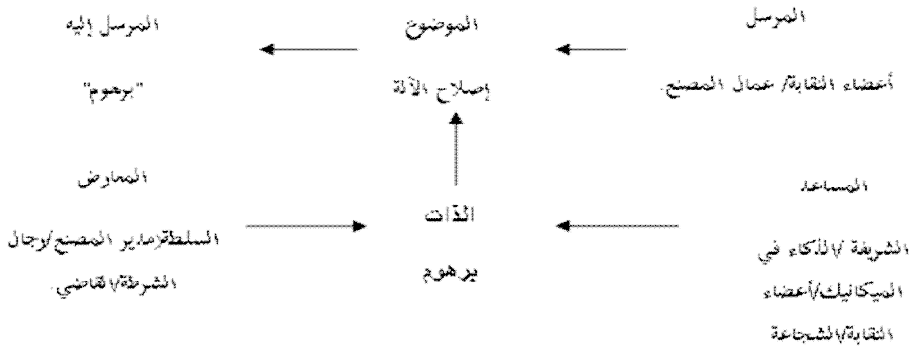 المرسل
الموضوع
المرسل إليه
أعضاء النقابة/ عمال المصنع.
إصلاح الآلة
"برهوم"
المساعد
الذات
المعارض
الشريفة /الذكاء في
الميكانيك/أعضاء
النقابة/الشجاعة
برهوم
السلطة(مدير المصنع/رجال
الشرطة/القاضي.